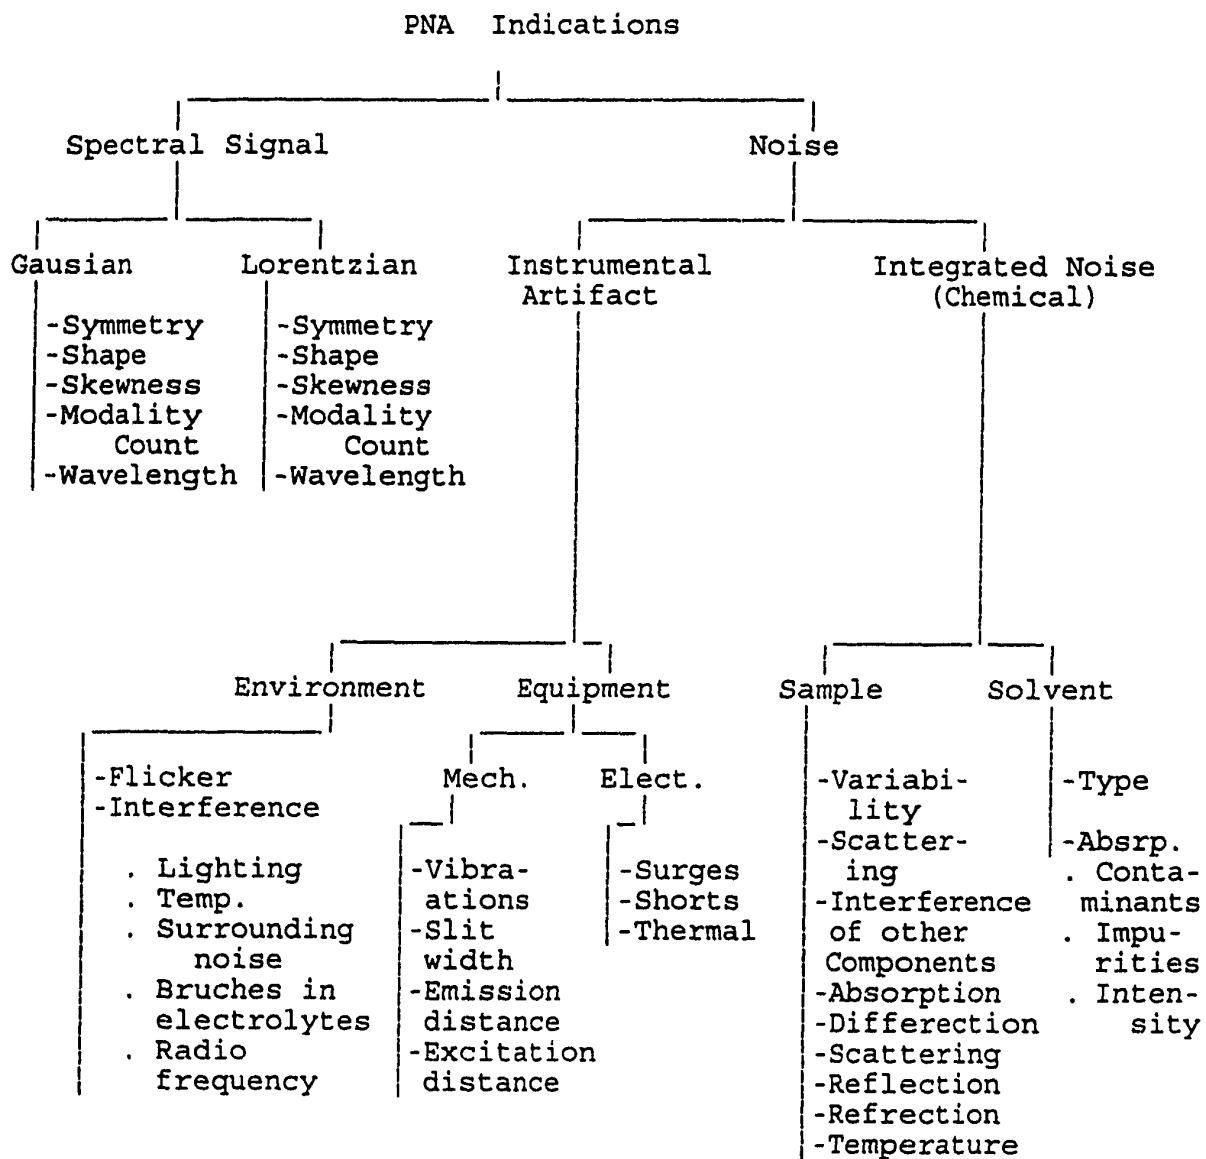 PNA Indications
Spectral Signal
Noise
Gausian
Lorentzian
Instrumental
Artifact
Integrated Noise
(Chemical)
-Symmetry
-Shape
-Skewness
-Modality
Count
-Wavelength
-Symmetry
-Shape
-Skewness
-Modality
Count
-Wavelength
Environment
Equipment
Sample
Solvent
-Flicker
-Interference
. Lighting
. Temp.
. Surrounding
noise
. Bruches in
electrolytes
. Radio
frequency
Mech.
-Vibra-
ations
-Slit
width
-Emission
distance
-Excitation
distance
Elect.
-Surges
-Shorts
-Thermal
-Variabi-
lity
-Scatter-
ing
-Interference
of other
Components
-Absorption
-Differection
-Scattering
-Reflection
-Refrection
-Temperature
-Type
-Absrp.
. Conta-
minants
. Impu-
rities
. Inten-
sity